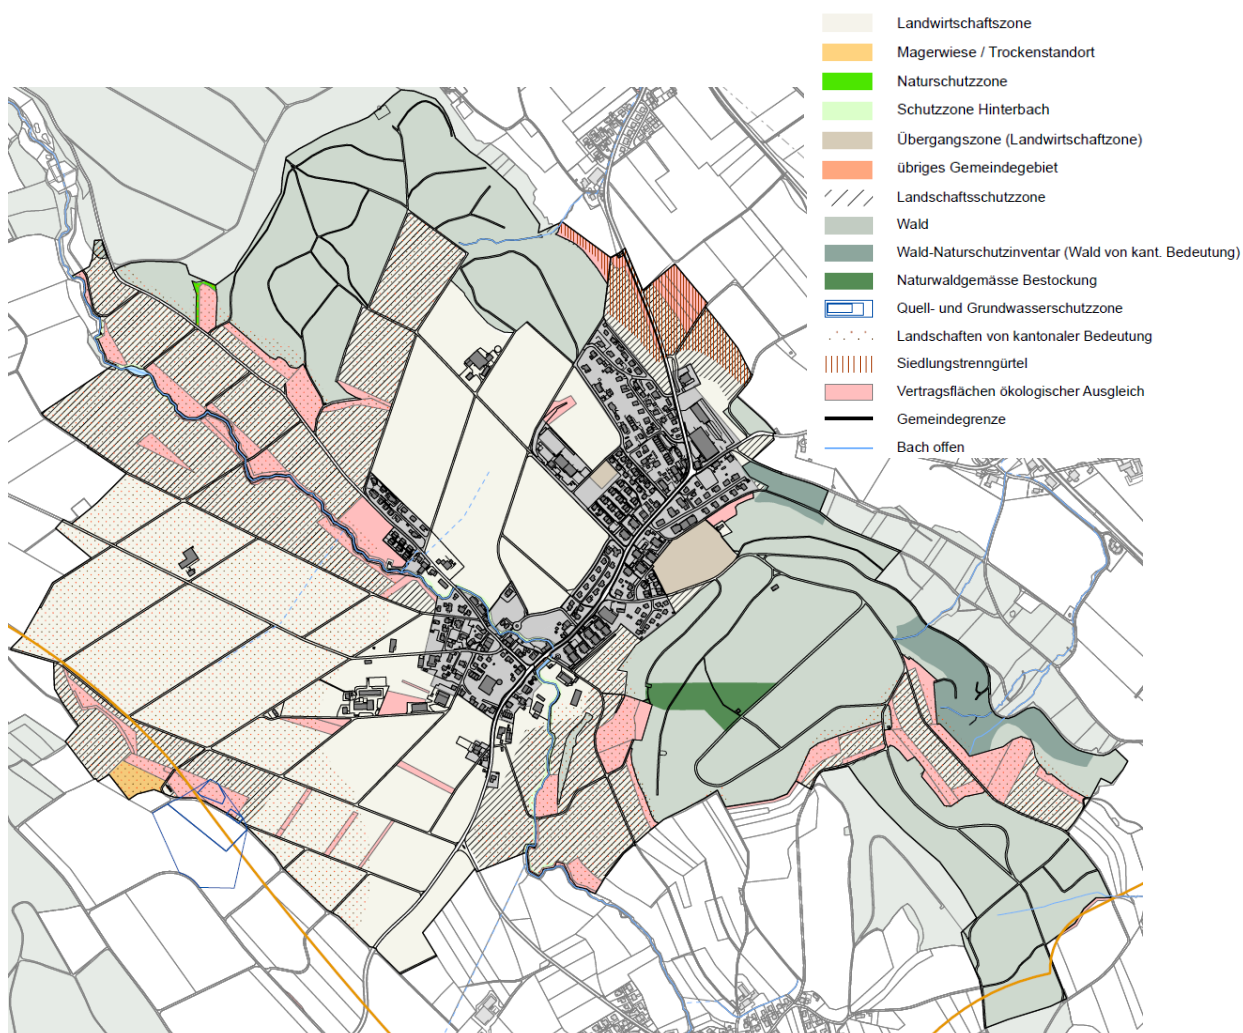 Landwirtschaftszone
Magerwiese / Trockenstandort
Naturschutzzone
Schutzzone Hinterbach
Übergangszone (Landwirtschaftzone)
übriges Gemeindegebiet
Landschaftsschutzzone
Wald
Wald-Naturschutzinventar (Wald von kant. Bedeutung)
Naturwaldgemässe Bestockung
Quell- und Grundwasserschutzzone
Landschaften von kantonaler Bedeutung
Siedlungstrenngürtel
Vertragsflächen ökologischer Ausgleich
Gemeindegrenze
Bach offen